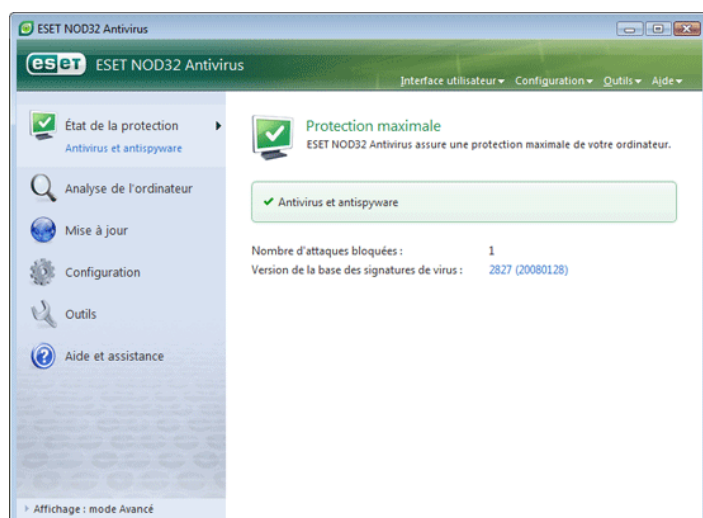 ESET NOD32 Antivirus
eset ESET NOD32 Antivirus
Interface utilisateur Configuration Outils Aide
État de la protection
Antivirus et antispyware
Analyse de l'ordinateur
Mise à jour
Configuration
Outils
Aide et assistance
Affichage : mode Avancé
Protection maximale
ESET NOD32 Antivirus assure une protection maximale de votre ordinateur.
Antivirus et antispyware
Nombre d'attaques bloquées : 1
Version de la base des signatures de virus : 2827 (20080128)